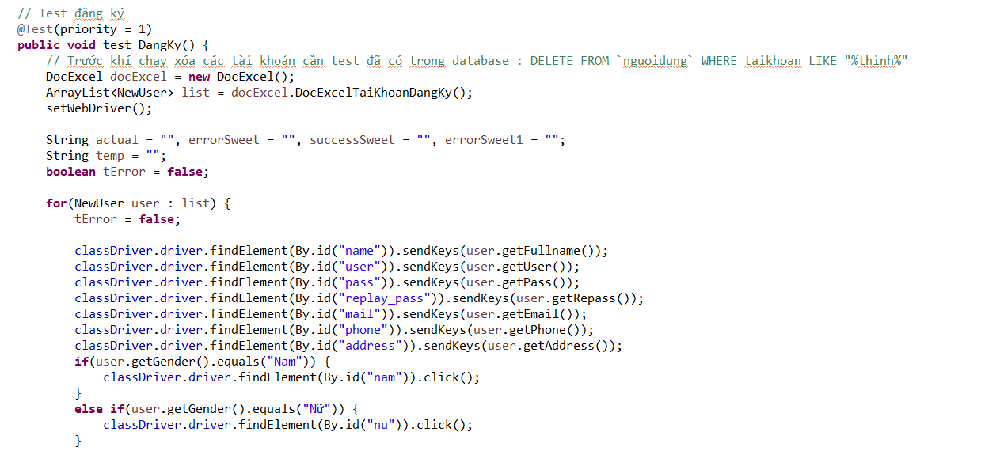 // Test đăng ký
@Test(priority = 1)
public void test_DangKy() {
// Trước khí chạy xóa các tài khoản cần test đã có trong database : DELETE FROM `nguoidung` WHERE taikhoan LIKE "%thinh%"
DocExcel docExcel = new DocExcel();
ArrayList<NewUser> list = docExcel.DocExcelTaiKhoanDangKy();
setWebDriver();
String actual = "", errorSweet = "", successSweet = "", errorSweet1 = "";
String temp = "";
boolean tError = false;
for(NewUser user : list) {
tError = false;
classDriver.driver.findElement(By.id("name")).sendKeys(user.getFullname());
classDriver.driver.findElement(By.id("user")).sendKeys(user.getUser());
classDriver.driver.findElement(By.id("pass")).sendKeys(user.getPass());
classDriver.driver.findElement(By.id("replay_pass")).sendKeys(user.getRepass());
classDriver.driver.findElement(By.id("mail")).sendKeys(user.getEmail());
classDriver.driver.findElement(By.id("phone")).sendKeys(user.getPhone());
classDriver.driver.findElement(By.id("address")).sendKeys(user.getAddress());
if(user.getGender().equals("Nam")) {
classDriver.driver.findElement(By.id("nam")).click();
}
else if(user.getGender().equals("Nữ")) {
classDriver.driver.findElement(By.id("nu")).click();
}